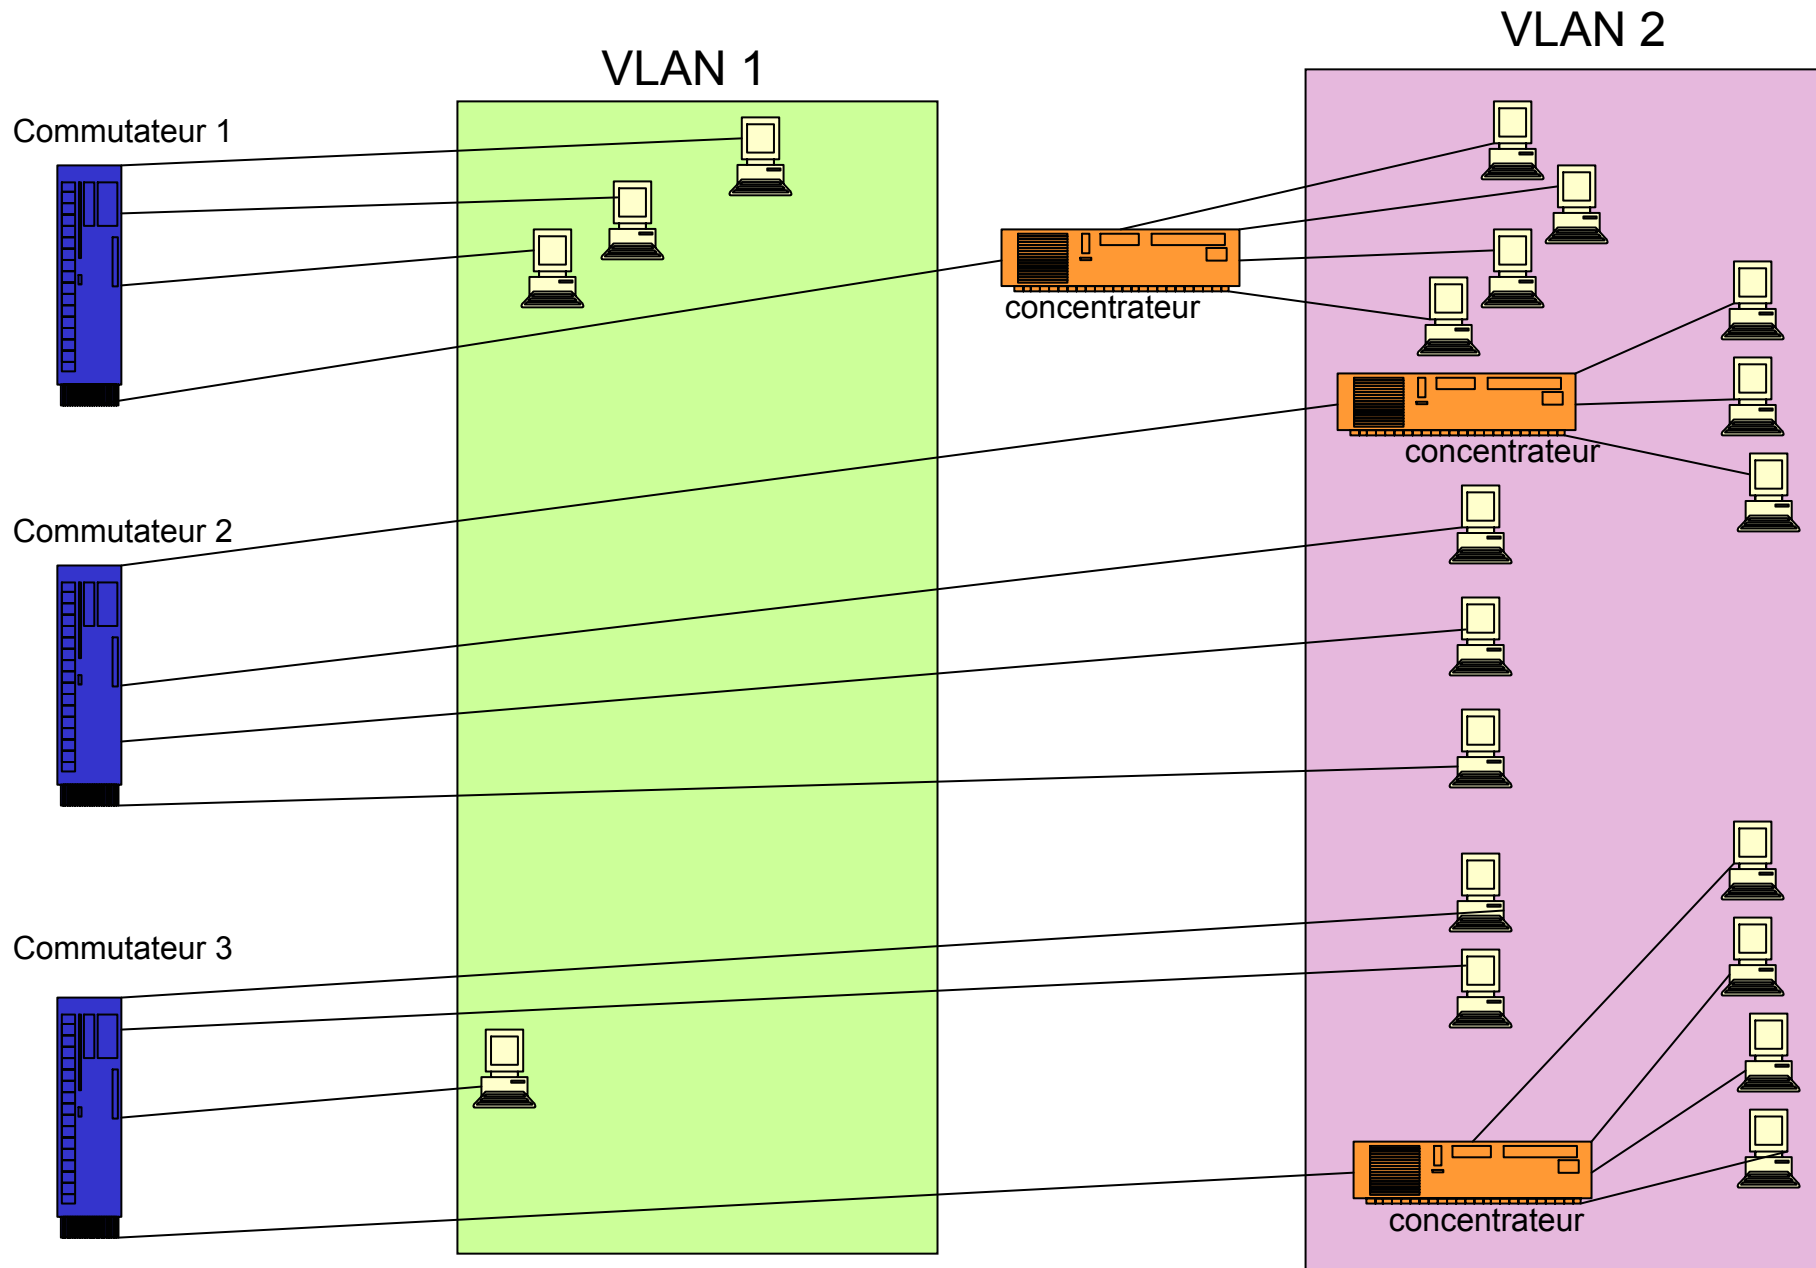 VLAN 2
VLAN 1
Commutateur 1
concentrateur
concentrateur
Commutateur 2
Commutateur 3
concentrateur